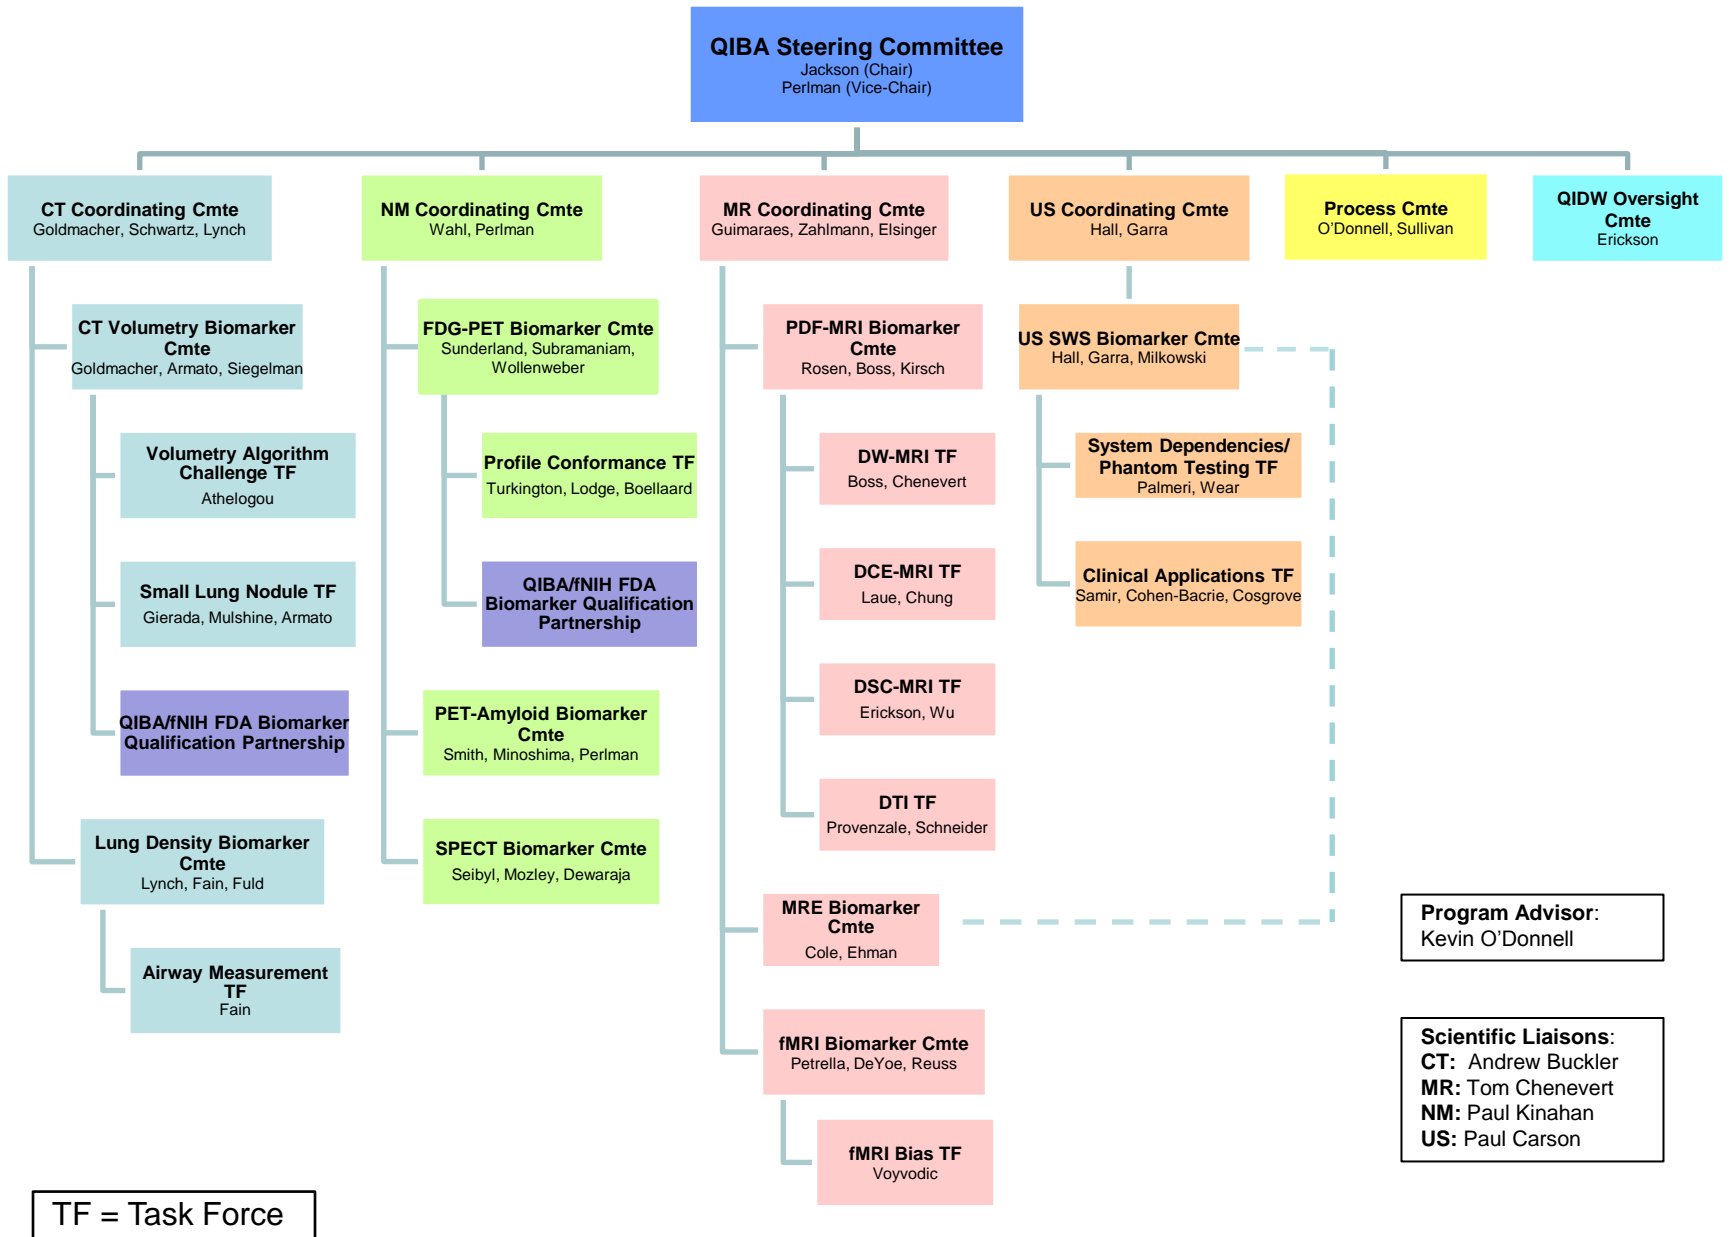 QIBA Steering Committee
Jackson (Chair)
Perlman (Vice-Chair)
CT Coordinating Cmte
Goldmacher, Schwartz, Lynch
NM Coordinating Cmte
Wahl, Perlman
MR Coordinating Cmte
Guimaraes, Zahlmann, Elsinger
US Coordinating Cmte
Hall, Garra
Process Cmte
O'Donnell, Sullivan
QIDW Oversight
Cmte
Erickson
CT Volumetry Biomarker
Cmte
Goldmacher, Armato, Siegelman
Volumetry Algorithm
Challenge TF
Athelogou
Small Lung Nodule TF
Gierada, Mulshine, Armato
QIBA/fNIH FDA Biomarker
Qualification Partnership
Lung Density Biomarker
Cmte
Lynch, Fain, Fuld
Airway Measurement
TF
Fain
FDG-PET Biomarker Cmte
Sunderland, Subramaniam,
Wollenweber
Profile Conformance TF
Turkington, Lodge, Boellaard
QIBA/fNIH FDA
Biomarker Qualification
Partnership
PET-Amyloid Biomarker
Cmte
Smith, Minoshima, Perlman
SPECT Biomarker Cmte
Seibyl, Mozley, Dewaraja
PDF-MRI Biomarker
Cmte
Rosen, Boss, Kirsch
DW-MRI TF
Boss, Chenevert
DCE-MRI TF
Laue, Chung
DSC-MRI TF
Erickson, Wu
DTI TF
Provenzale, Schneider
MRE Biomarker
Cmte
Cole, Ehman
fMRI Biomarker Cmte
Petrella, DeYoe, Reuss
fMRI Bias TF
Voyvodic
US SWS Biomarker Cmte
Hall, Garra, Milkowski
System Dependencies/
Phantom Testing TF
Palmeri, Wear
Clinical Applications TF
Samir, Cohen-Bacrie, Cosgrove
Program Advisor:
Kevin O'Donnell
Scientific Liaisons:
CT: Andrew Buckler
MR: Tom Chenevert
NM: Paul Kinahan
US: Paul Carson
TF = Task Force